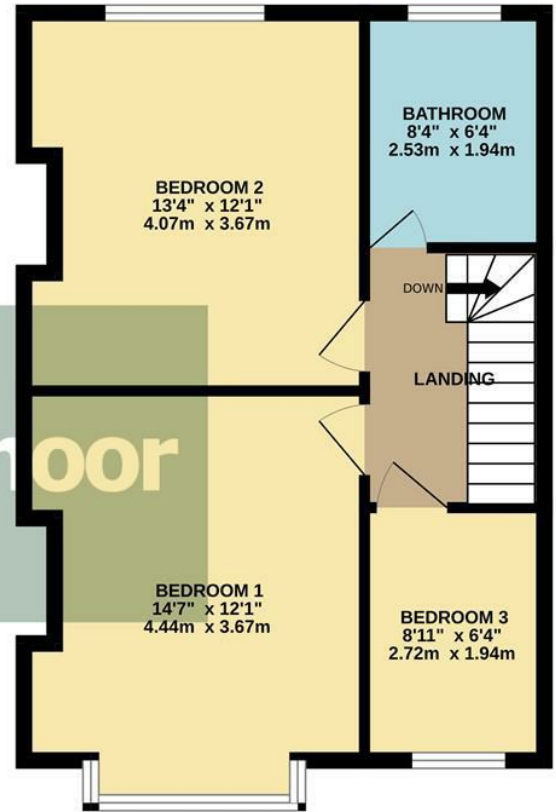 BATHROOM
8'4" x 6'4"
2.53m x 1.94m
BEDROOM 2
13'4" x 12'1"
4.07m x 3.67m
DOWN
LANDING
oor
BEDROOM 1
14'7" x 12'1"
4.44m x 3.67m
BEDROOM 3
8'11" x 6'4"
2.72m x 1.94m